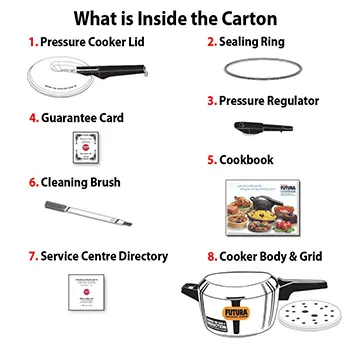 What is Inside the Carton
1. Pressure Cooker Lid
2. Sealing Ring
3. Pressure Regulator
4. Guarantee Card
5. Cookbook
FUTURA
6. Cleaning Brush
7. Service Centre Directory
8. Cooker Body & Grid
FUTURA